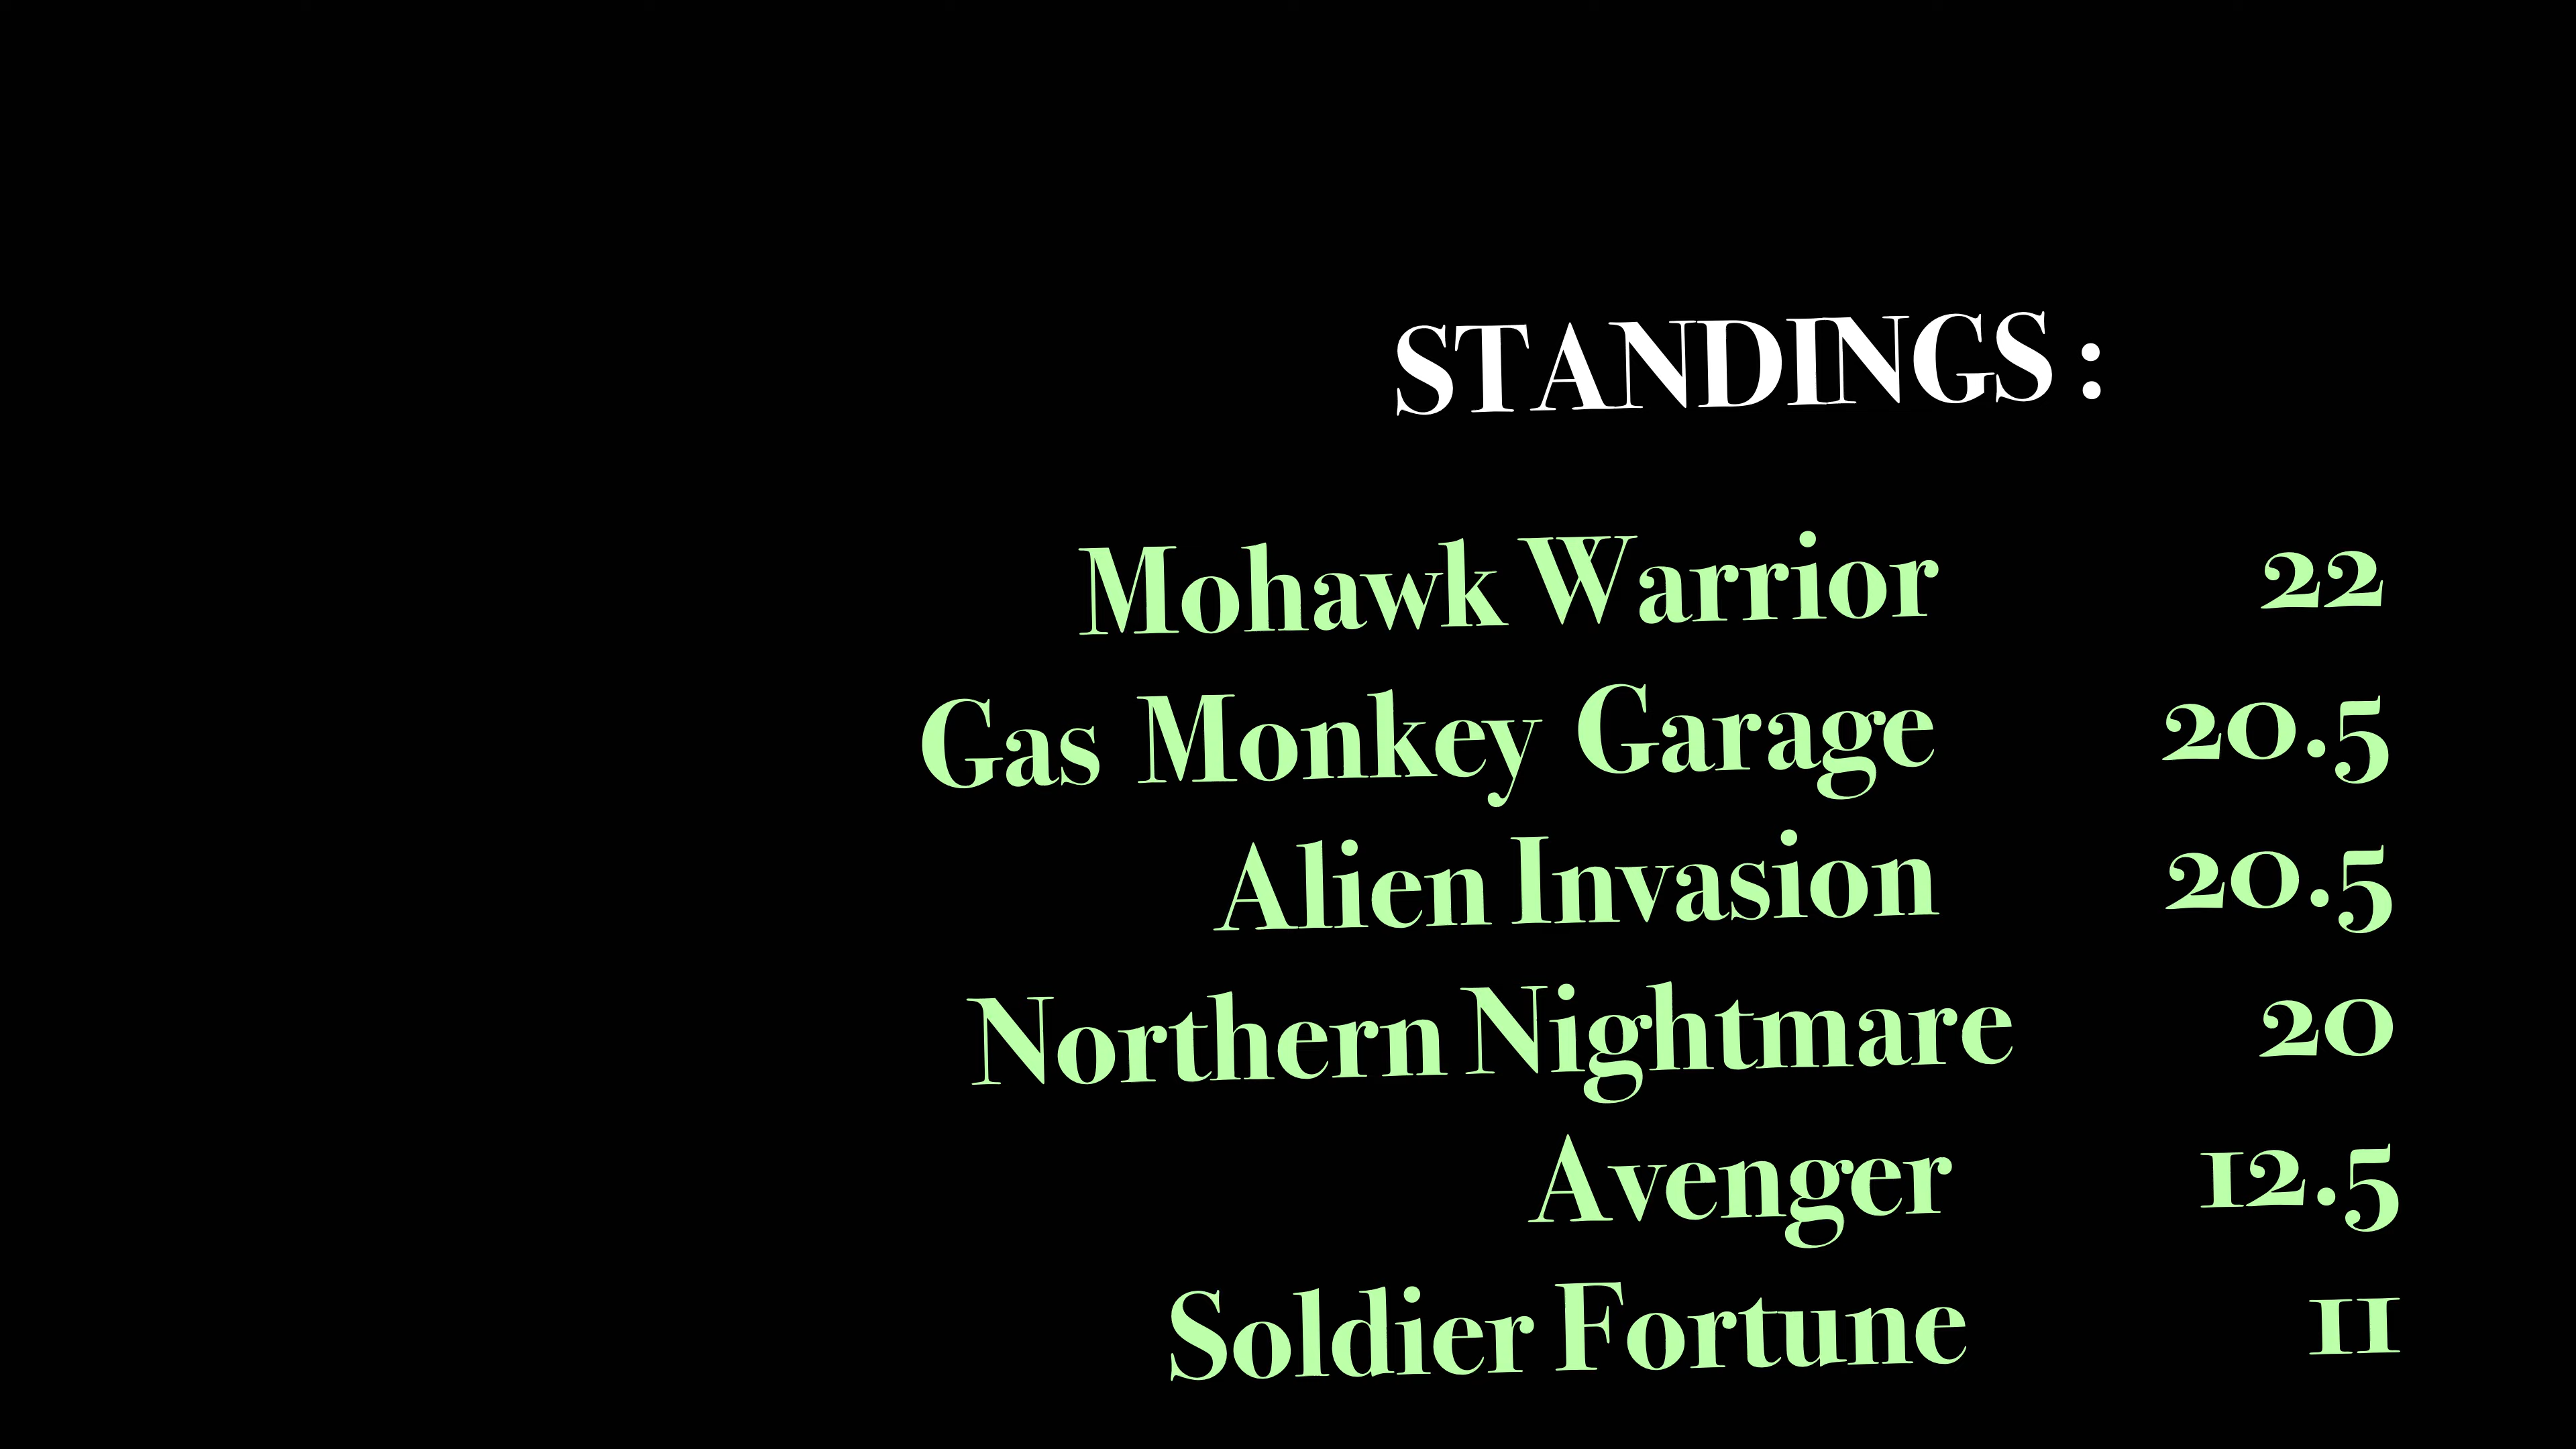 STANDINGS :
Mohawk Warrior 22
Gas Monkey Garage 20.5
Alien Invasion 20.5
Northern Nightmare 20
Avenger 12.5
Soldier Fortune 11